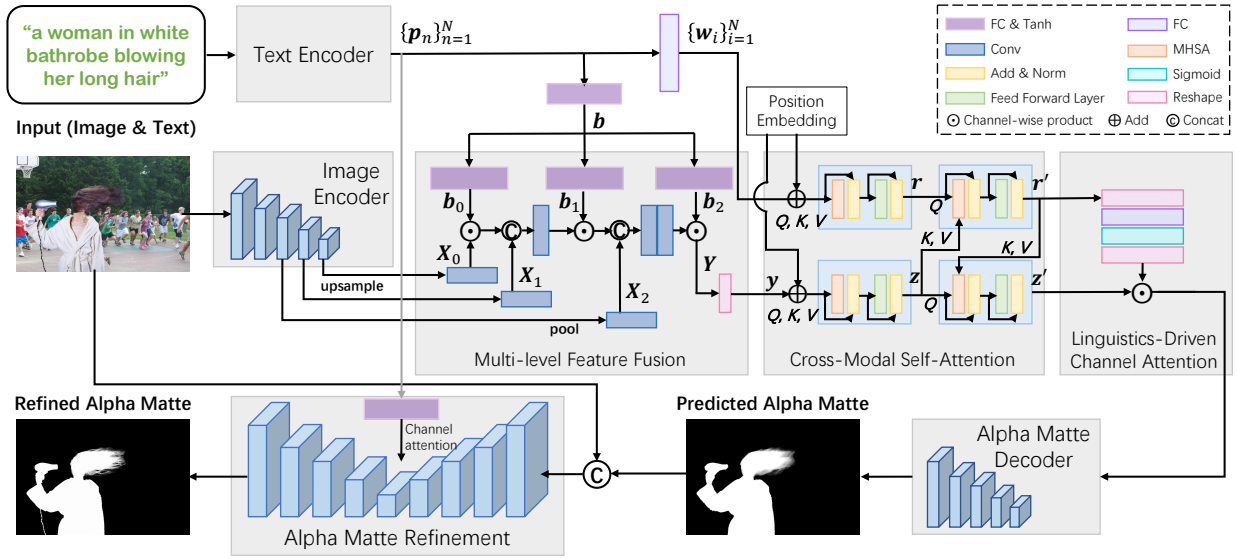 “a woman in white
bathrobe blowing
her long hair”
Text Encoder
{p_n}_{n=1}^N
{w_i}_{i=1}^N
FC & Tanh
FC
Conv
MHSA
Add & Norm
Sigmoid
Feed Forward Layer
Reshape
Channel-wise product
Add
C Concat
Input (Image & Text)
Image
Encoder
b
Position
Embedding
b_0
b_1
b_2
C
C
X_0
X_1
X_2
Y
upsample
pool
Multi-level Feature Fusion
Q, K, V
r
Q
r′
K, V
K, V
y
Q, K, V
z
Q
z′
Cross-Modal Self-Attention
Linguistics-Driven
Channel Attention
Refined Alpha Matte
Channel
attention
Alpha Matte Refinement
C
Predicted Alpha Matte
Alpha Matte
Decoder